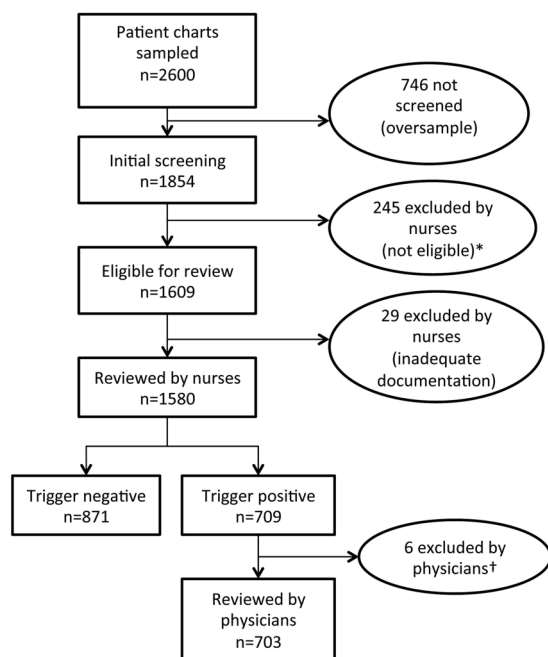 Patient charts
sampled
n=2600
746 not
screened
(oversample)
Initial screening
n=1854
245 excluded by
nurses
(not eligible)*
Eligible for review
n=1609
29 excluded by
nurses
(inadequate
documentation)
Reviewed by nurses
n=1580
Trigger negative
n=871
Trigger positive
n=709
6 excluded by
physicians†
Reviewed by
physicians
n=703